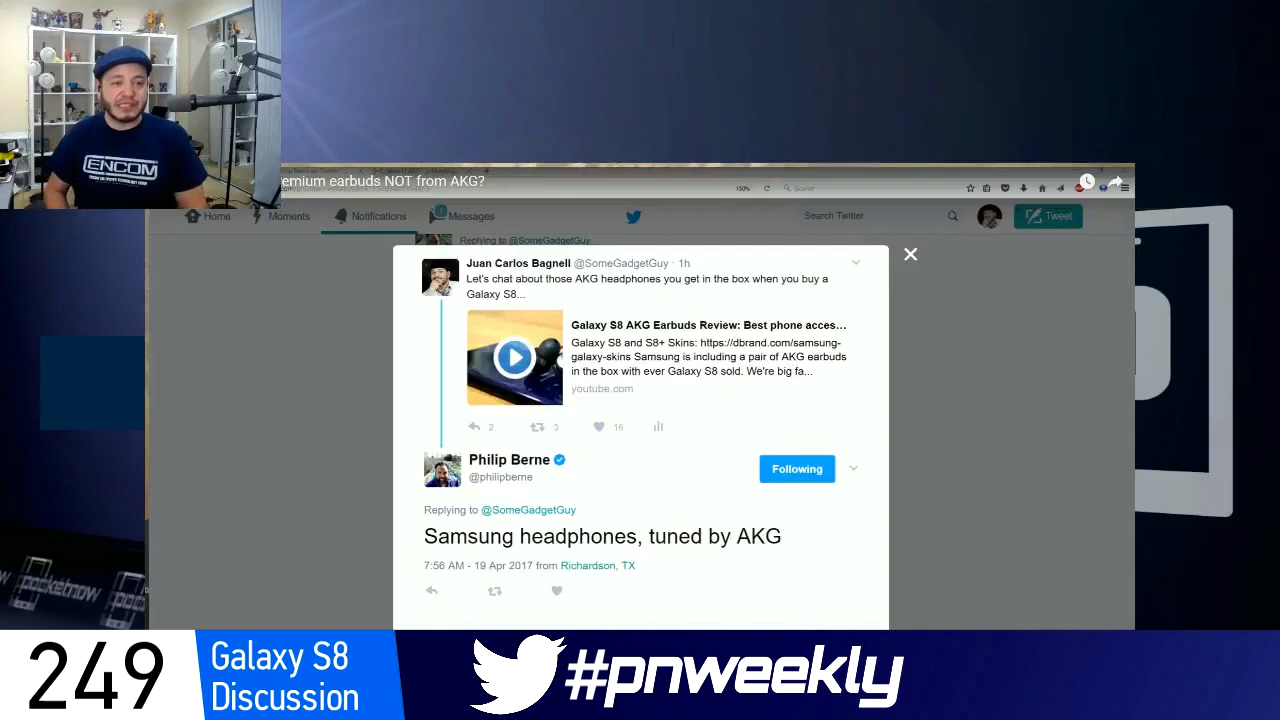 ENCOM
emium earbuds NOT from AKG?
190%
Search
Home
Moments
Notifications
1
Messages
Search Twitter
Tweet
Replying to @SomeGadgetGuy
Juan Carlos Bagnell @SomeGadgetGuy · 1h
Let's chat about those AKG headphones you get in the box when you buy a
Galaxy S8...
Galaxy S8 AKG Earbuds Review: Best phone acces...
Galaxy S8 and S8+ Skins: https://dbrand.com/samsung-
galaxy-skins Samsung is including a pair of AKG earbuds
in the box with ever Galaxy S8 sold. We're big fa...
youtube.com
2
3
16
Philip Berne
@philipberne
Following
Replying to @SomeGadgetGuy
Samsung headphones, tuned by AKG
7:56 AM - 19 Apr 2017 from Richardson, TX
pocketnow
249
Galaxy S8
Discussion
#pnweekly